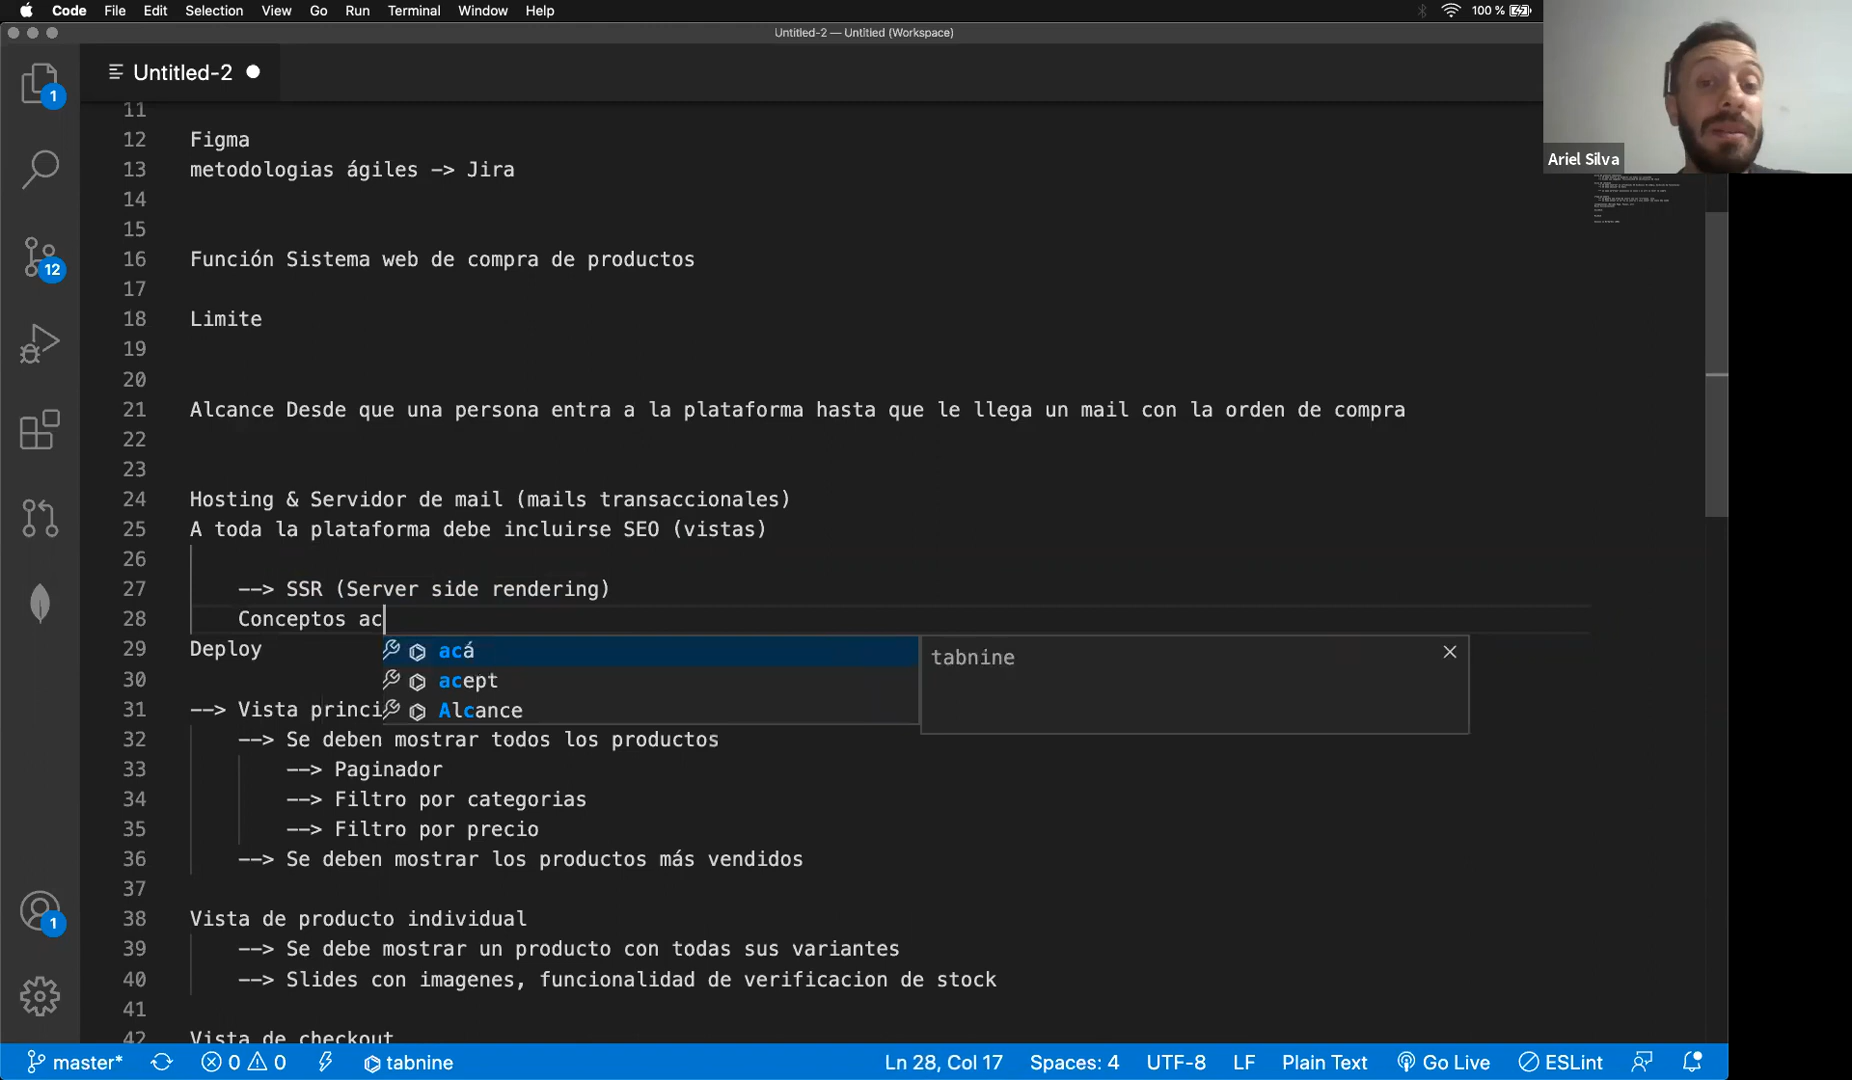 Code File Edit Selection View Go Run Terminal Window Help 100 %
Untitled-2 — Untitled (Workspace)
Untitled-2
Ariel Silva
1
12
1
11
12 Figma
13 metodologias ágiles -> Jira
14
15
16 Función Sistema web de compra de productos
17
18 Limite
19
20
21 Alcance Desde que una persona entra a la plataforma hasta que le llega un mail con la orden de compra
22
23
24 Hosting & Servidor de mail (mails transaccionales)
25 A toda la plataforma debe incluirse SEO (vistas)
26
27 --> SSR (Server side rendering)
28 Conceptos ac
29 Deploy
acá
tabnine
30
acept
31 --> Vista princi
Alcance
32 --> Se deben mostrar todos los productos
33 --> Paginador
34 --> Filtro por categorias
35 --> Filtro por precio
36 --> Se deben mostrar los productos más vendidos
37
38 Vista de producto individual
39 --> Se debe mostrar un producto con todas sus variantes
40 --> Slides con imagenes, funcionalidad de verificacion de stock
41
42 Vista de checkout
master* 0 0 tabnine Ln 28, Col 17 Spaces: 4 UTF-8 LF Plain Text Go Live ESLint